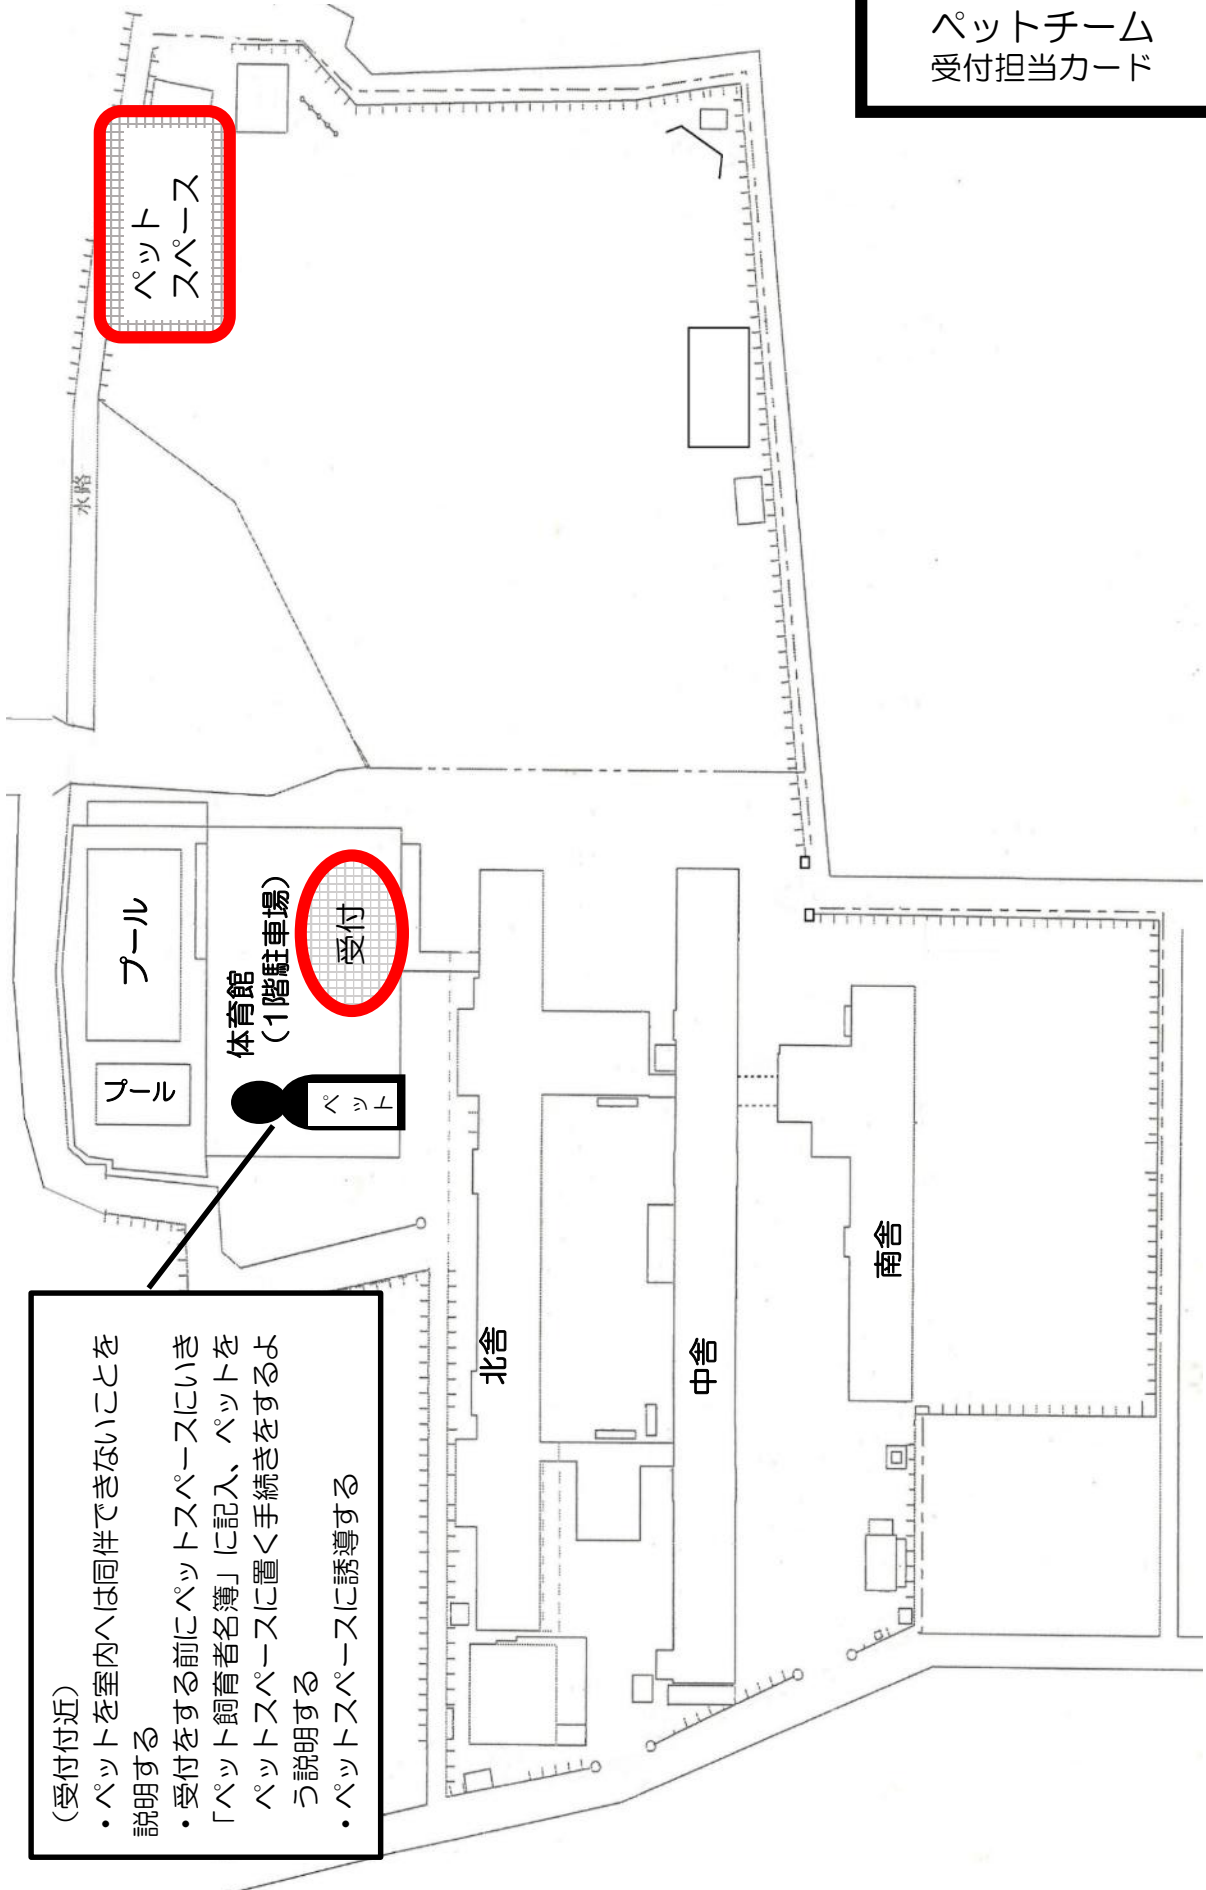 ペットチーム
受付担当カード
ペット
スペース
水路
プール
プール
体育館
（1階駐車場）
受付
ペット
北舎
中舎
南舎
（受付付近）
・ペットを室内へは同伴できないことを
説明する
・受付をする前にペットスペースにいき
「ペット飼育者名簿」に記入、ペットを
ペットスペースに置く手続きをするよ
う説明する
・ペットスペースに誘導する